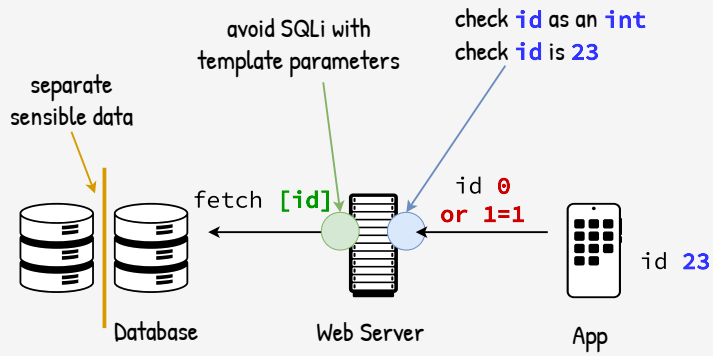 check id as an int
check id is 23
avoid SQLi with
template parameters
separate
sensible data
fetch [id]
id 0
or 1=1
id 23
Database
Web Server
App